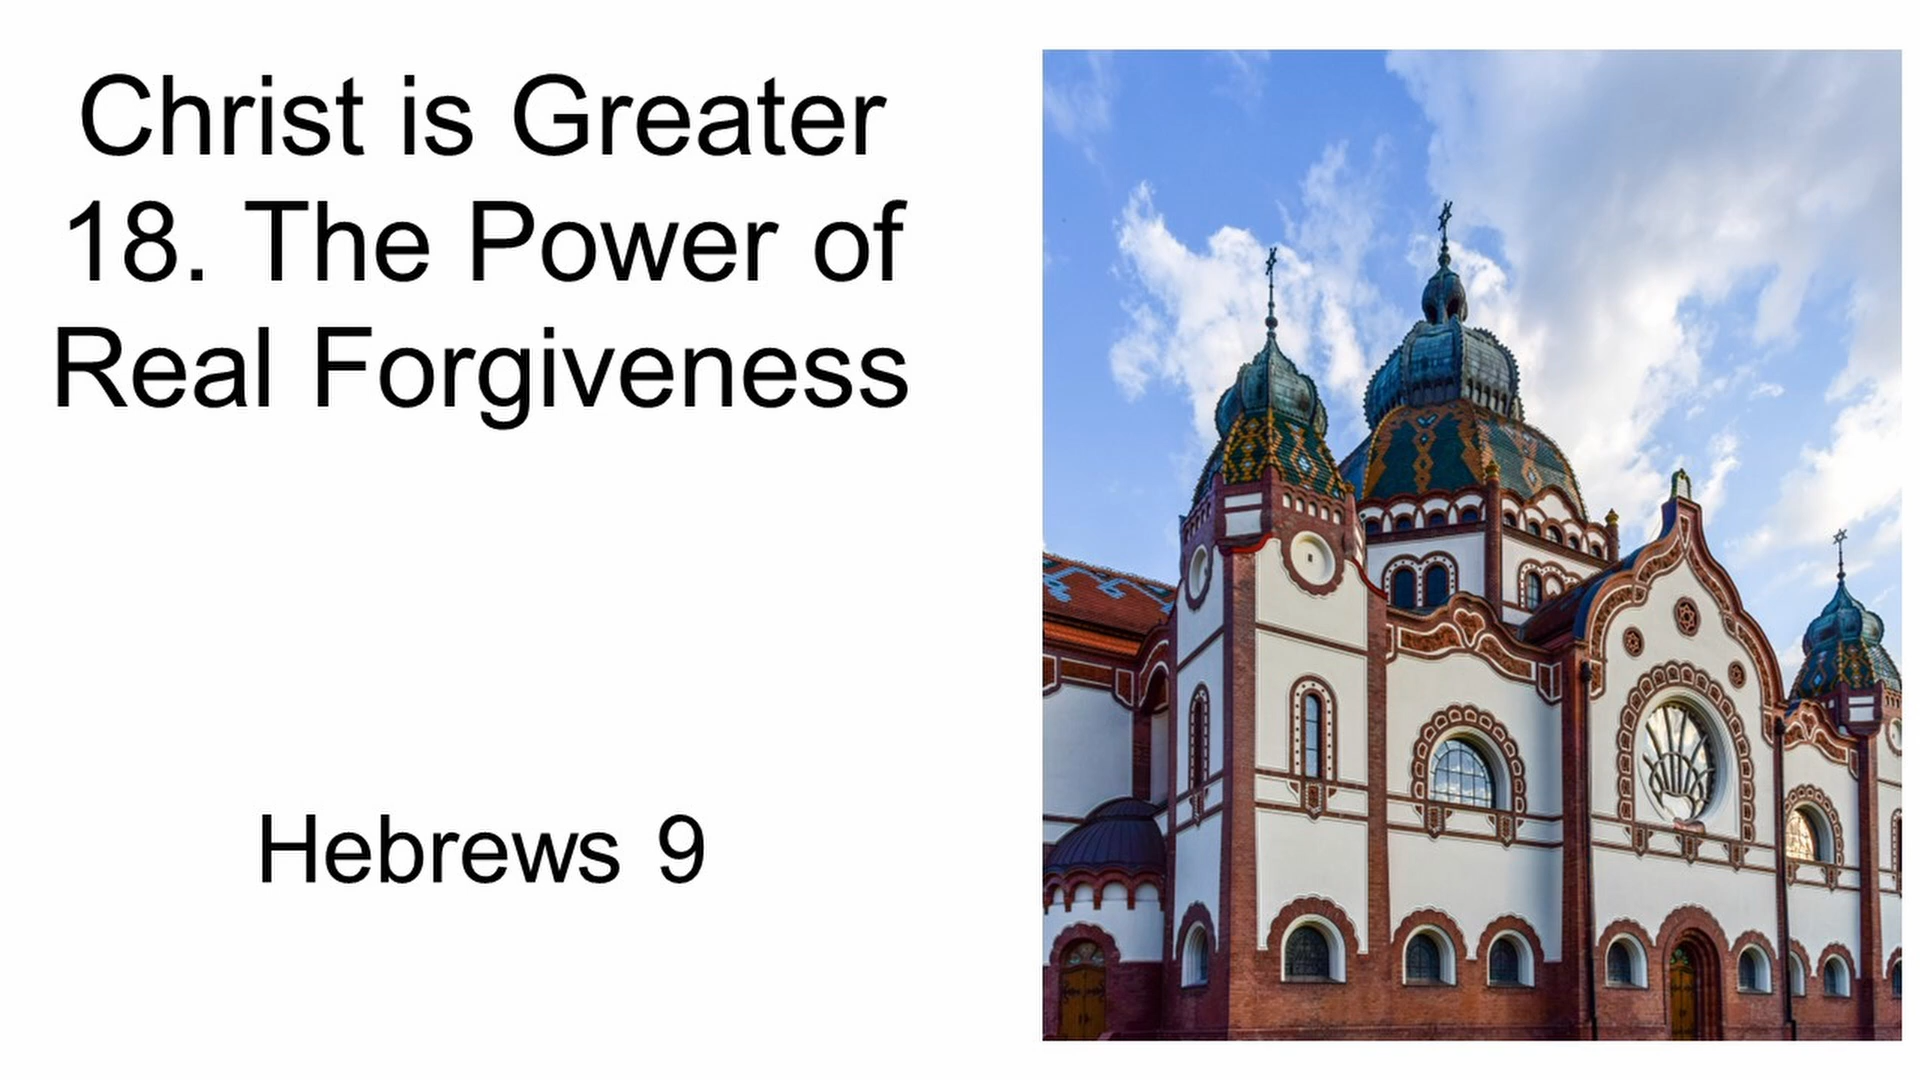 Christ is Greater
18. The Power of
Real Forgiveness
Hebrews 9